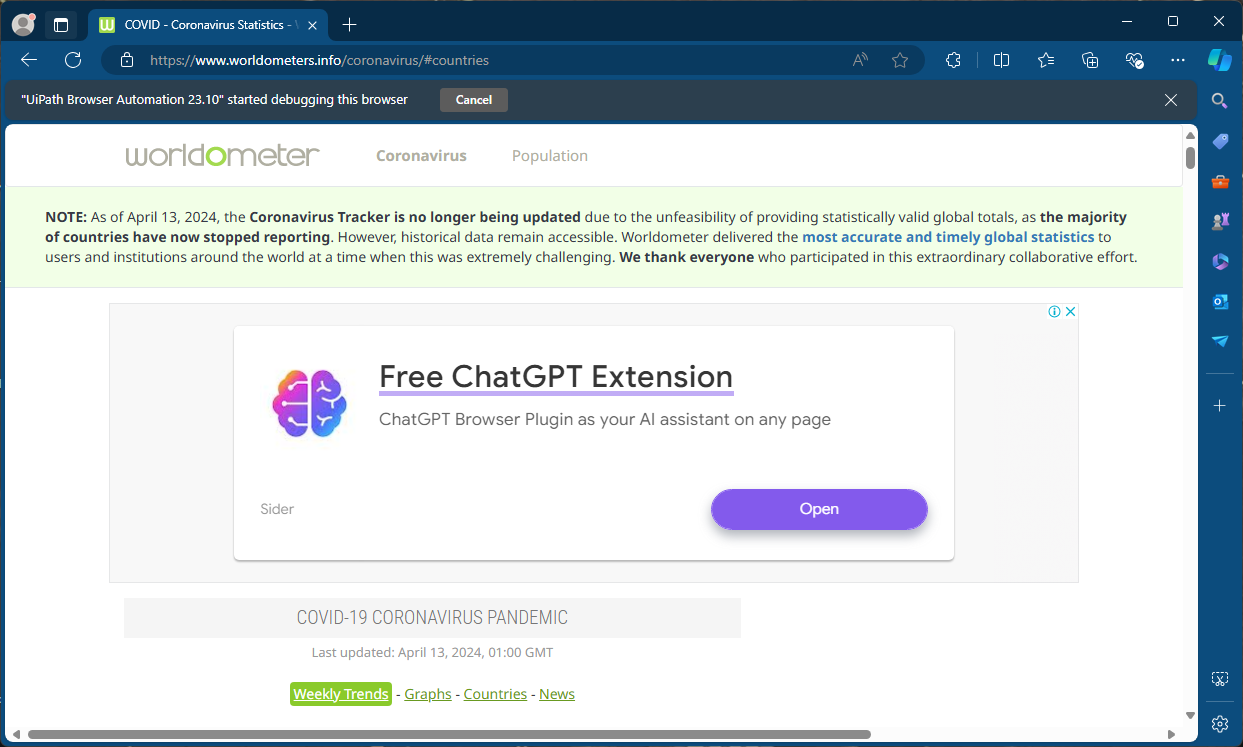 COVID - Coronavirus Statistics -
https://www.worldometers.info/coronavirus/#countries
"UiPath Browser Automation 23.10" started debugging this browser
Cancel
worldometer
Coronavirus
Population
NOTE: As of April 13, 2024, the Coronavirus Tracker is no longer being updated due to the unfeasibility of providing statistically valid global totals, as the majority
of countries have now stopped reporting. However, historical data remain accessible. Worldometer delivered the most accurate and timely global statistics to
users and institutions around the world at a time when this was extremely challenging. We thank everyone who participated in this extraordinary collaborative effort.
Free ChatGPT Extension
ChatGPT Browser Plugin as your AI assistant on any page
Sider
Open
COVID-19 CORONAVIRUS PANDEMIC
Last updated: April 13, 2024, 01:00 GMT
Weekly Trends - Graphs - Countries - News